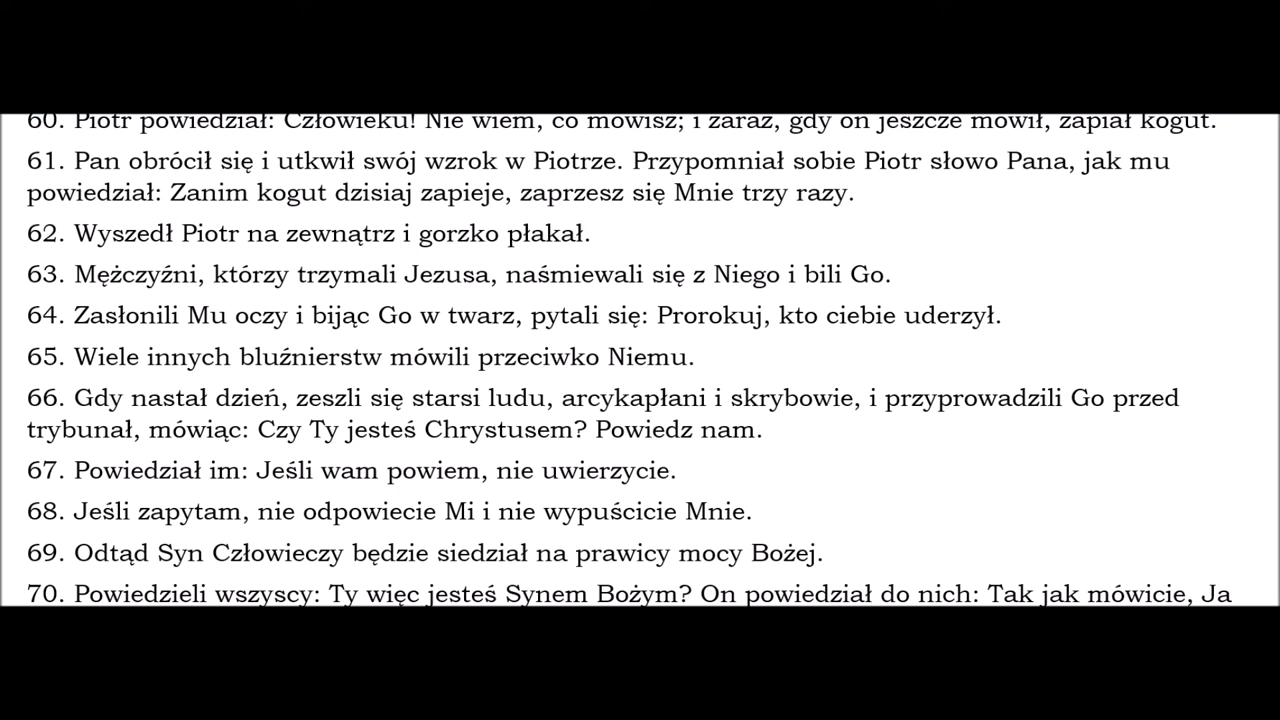 60. Piotr powiedział: Człowieku! Nie wiem, co mówisz; i zaraz, gdy on jeszcze mówił, zapiał kogut.
61. Pan obrócił się i utkwił swój wzrok w Piotrze. Przypomniał sobie Piotr słowo Pana, jak mu
powiedział: Zanim kogut dzisiaj zapieje, zaprzesz się Mnie trzy razy.
62. Wyszedł Piotr na zewnątrz i gorzko płakał.
63. Mężczyźni, którzy trzymali Jezusa, naśmiewali się z Niego i bili Go.
64. Zasłonili Mu oczy i bijąc Go w twarz, pytali się: Prorokuj, kto ciebie uderzył.
65. Wiele innych bluźnierstw mówili przeciwko Niemu.
66. Gdy nastał dzień, zeszli się starsi ludu, arcykapłani i skrybowie, i przyprowadzili Go przed
trybunał, mówiąc: Czy Ty jesteś Chrystusem? Powiedz nam.
67. Powiedział im: Jeśli wam powiem, nie uwierzycie.
68. Jeśli zapytam, nie odpowiecie Mi i nie wypuścicie Mnie.
69. Odtąd Syn Człowieczy będzie siedział na prawicy mocy Bożej.
70. Powiedzieli wszyscy: Ty więc jesteś Synem Bożym? On powiedział do nich: Tak jak mówicie, Ja